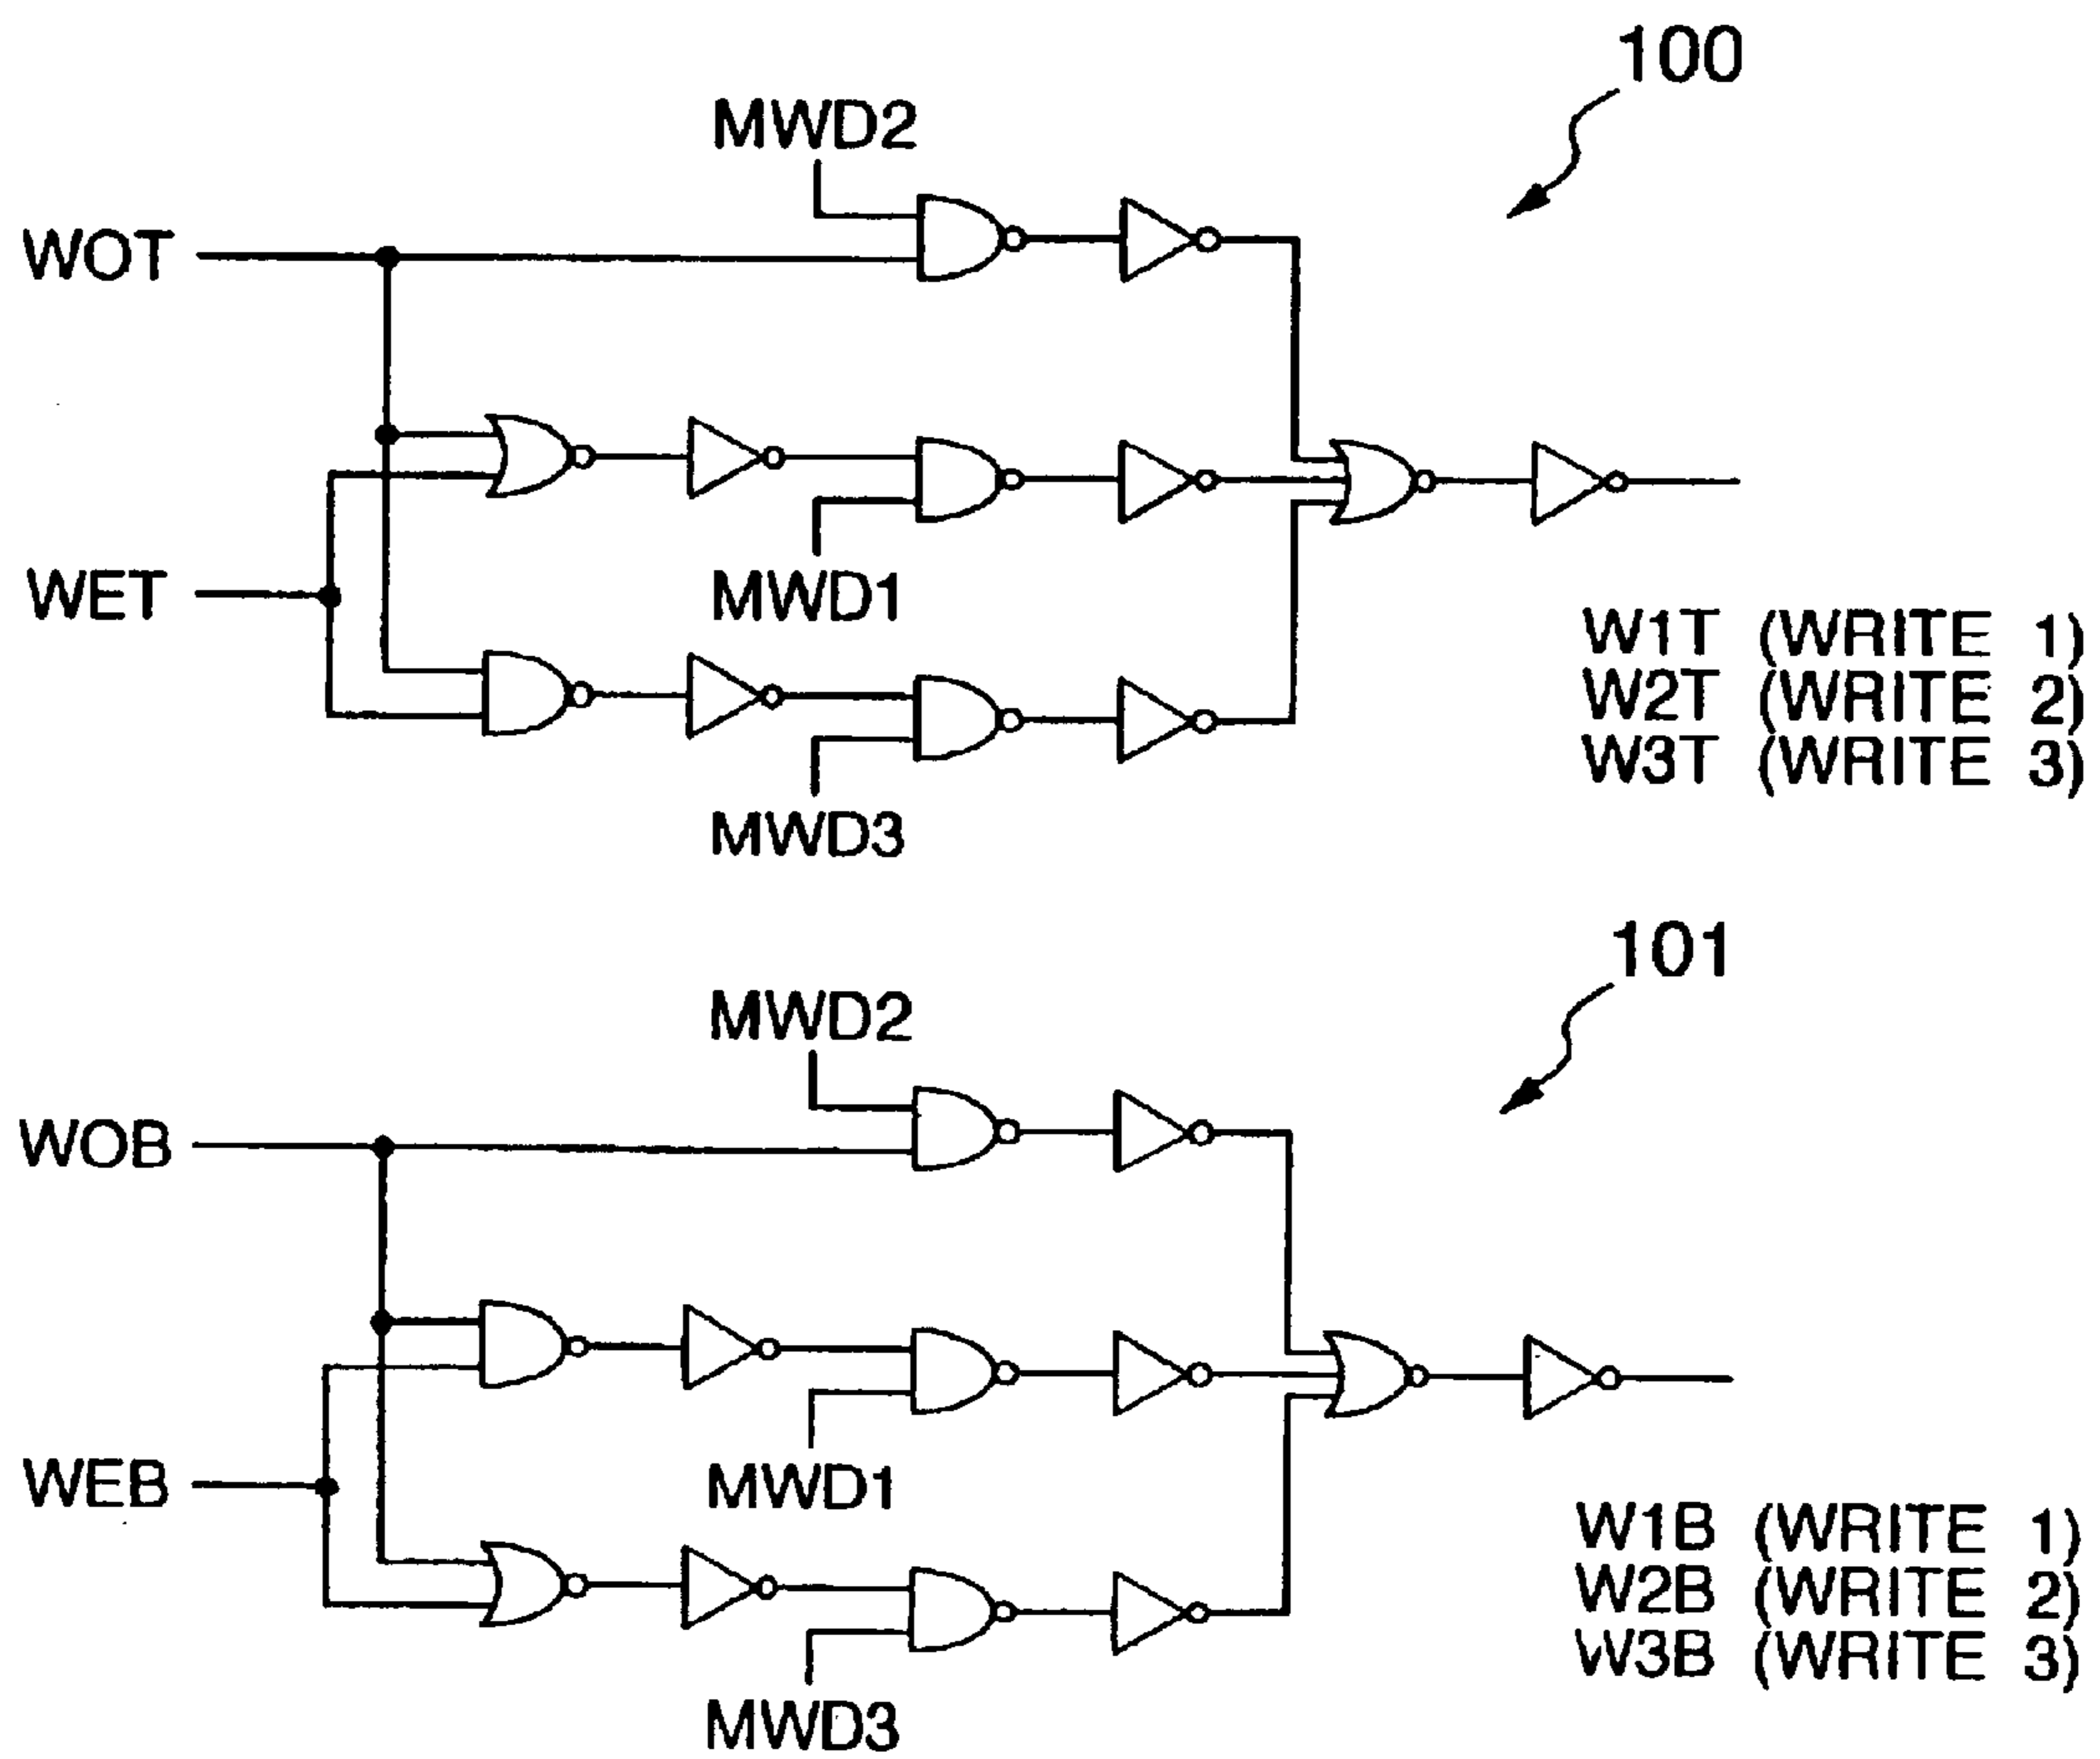 100
MWD2
WOT
WET
MWD1
W1T (WRITE 1)
W2T (WRITE 2)
W3T (WRITE 3)
MWD3
101
MWD2
WOB
WEB
MWD1
W1B (WRITE 1)
W2B (WRITE 2)
W3B (WRITE 3)
MWD3